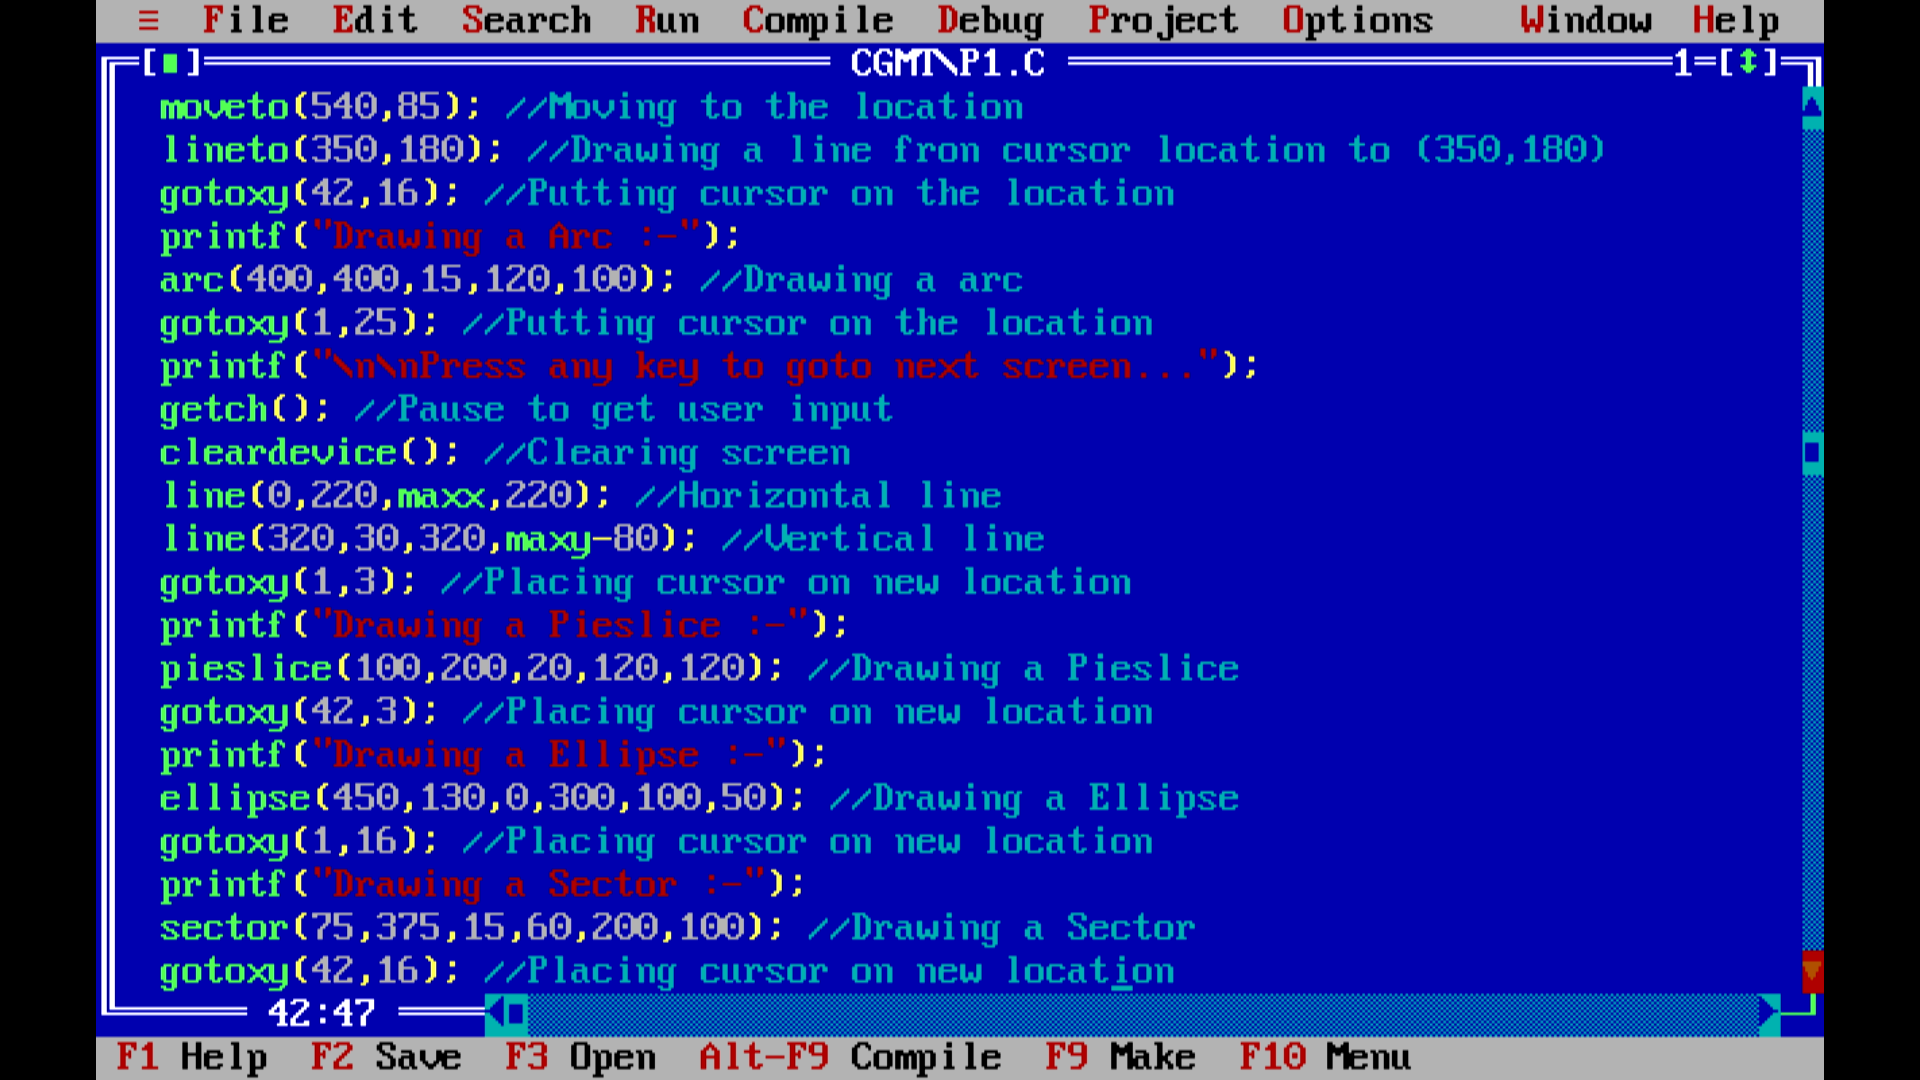 ≡ File Edit Search Run Compile Debug Project Options Window Help
[■] CGMT\P1.C 1=[↕]
moveto(540,85); //Moving to the location
lineto(350,180); //Drawing a line fron cursor location to (350,180)
gotoxy(42,16); //Putting cursor on the location
printf("Drawing a Arc :-");
arc(400,400,15,120,100); //Drawing a arc
gotoxy(1,25); //Putting cursor on the location
printf("\n\nPress any key to goto next screen...");
getch(); //Pause to get user input
cleardevice(); //Clearing screen
line(0,220,maxx,220); //Horizontal line
line(320,30,320,maxy-80); //Vertical line
gotoxy(1,3); //Placing cursor on new location
printf("Drawing a Pieslice :-");
pieslice(100,200,20,120,120); //Drawing a Pieslice
gotoxy(42,3); //Placing cursor on new location
printf("Drawing a Ellipse :-");
ellipse(450,130,0,300,100,50); //Drawing a Ellipse
gotoxy(1,16); //Placing cursor on new location
printf("Drawing a Sector :-");
sector(75,375,15,60,200,100); //Drawing a Sector
gotoxy(42,16); //Placing cursor on new location
42:47
F1 Help F2 Save F3 Open Alt-F9 Compile F9 Make F10 Menu